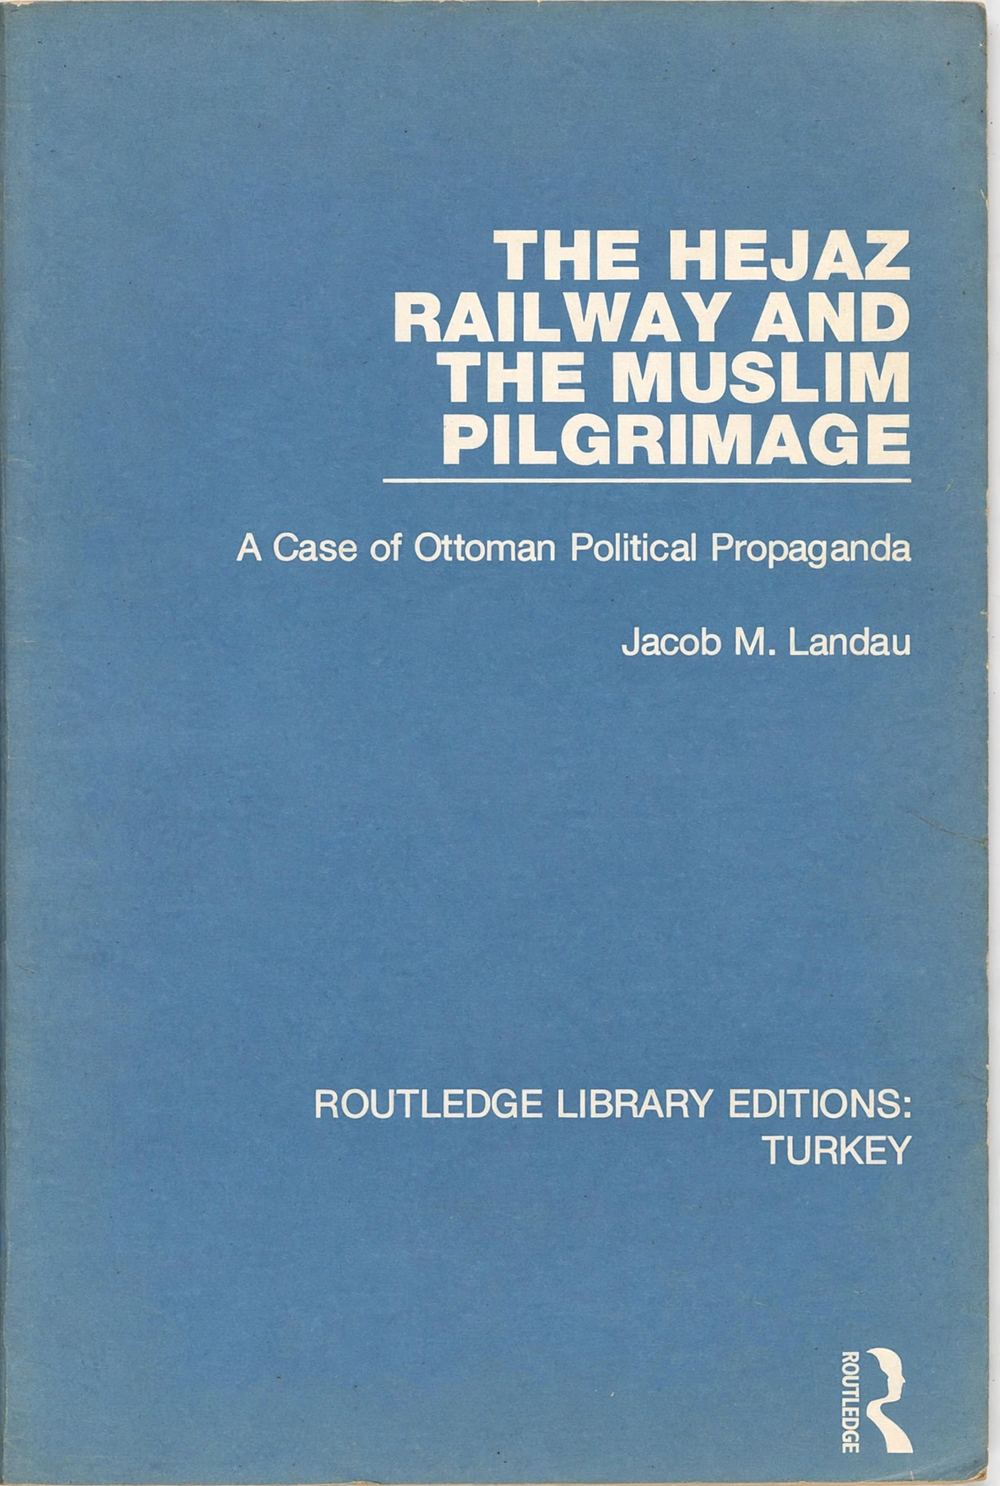 THE HEJAZ
RAILWAY AND
THE MUSLIM
PILGRIMAGE
A Case of Ottoman Political Propaganda
Jacob M. Landau
ROUTLEDGE LIBRARY EDITIONS:
TURKEY
ROUTLEDGE